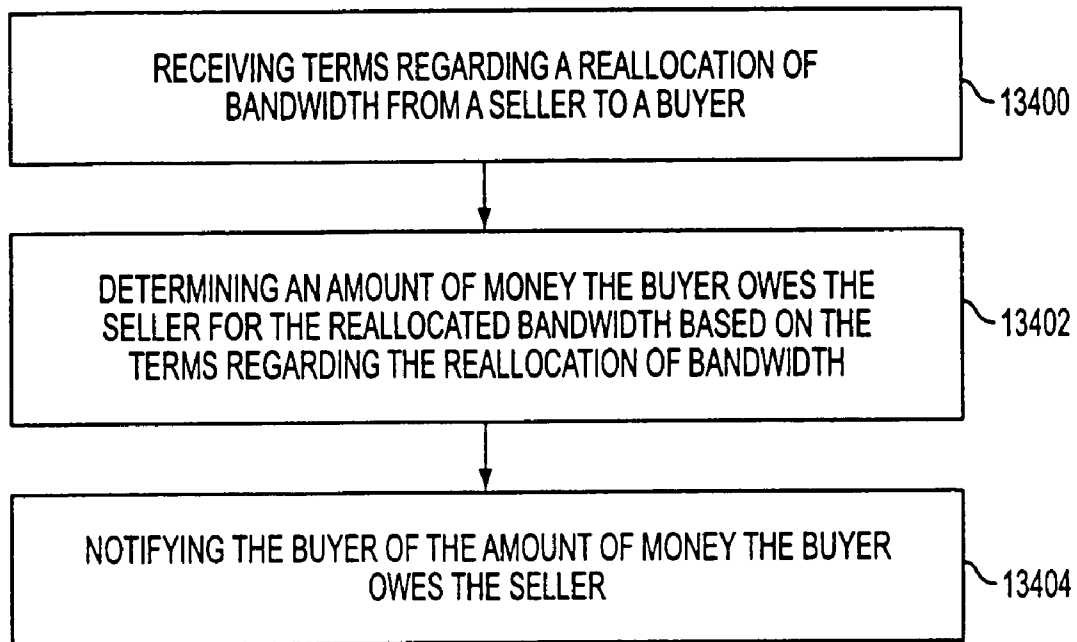 RECEIVING TERMS REGARDING A REALLOCATION OF
BANDWIDTH FROM A SELLER TO A BUYER
13400
DETERMINING AN AMOUNT OF MONEY THE BUYER OWES THE
SELLER FOR THE REALLOCATED BANDWIDTH BASED ON THE
TERMS REGARDING THE REALLOCATION OF BANDWIDTH
13402
NOTIFYING THE BUYER OF THE AMOUNT OF MONEY THE BUYER
OWES THE SELLER
13404